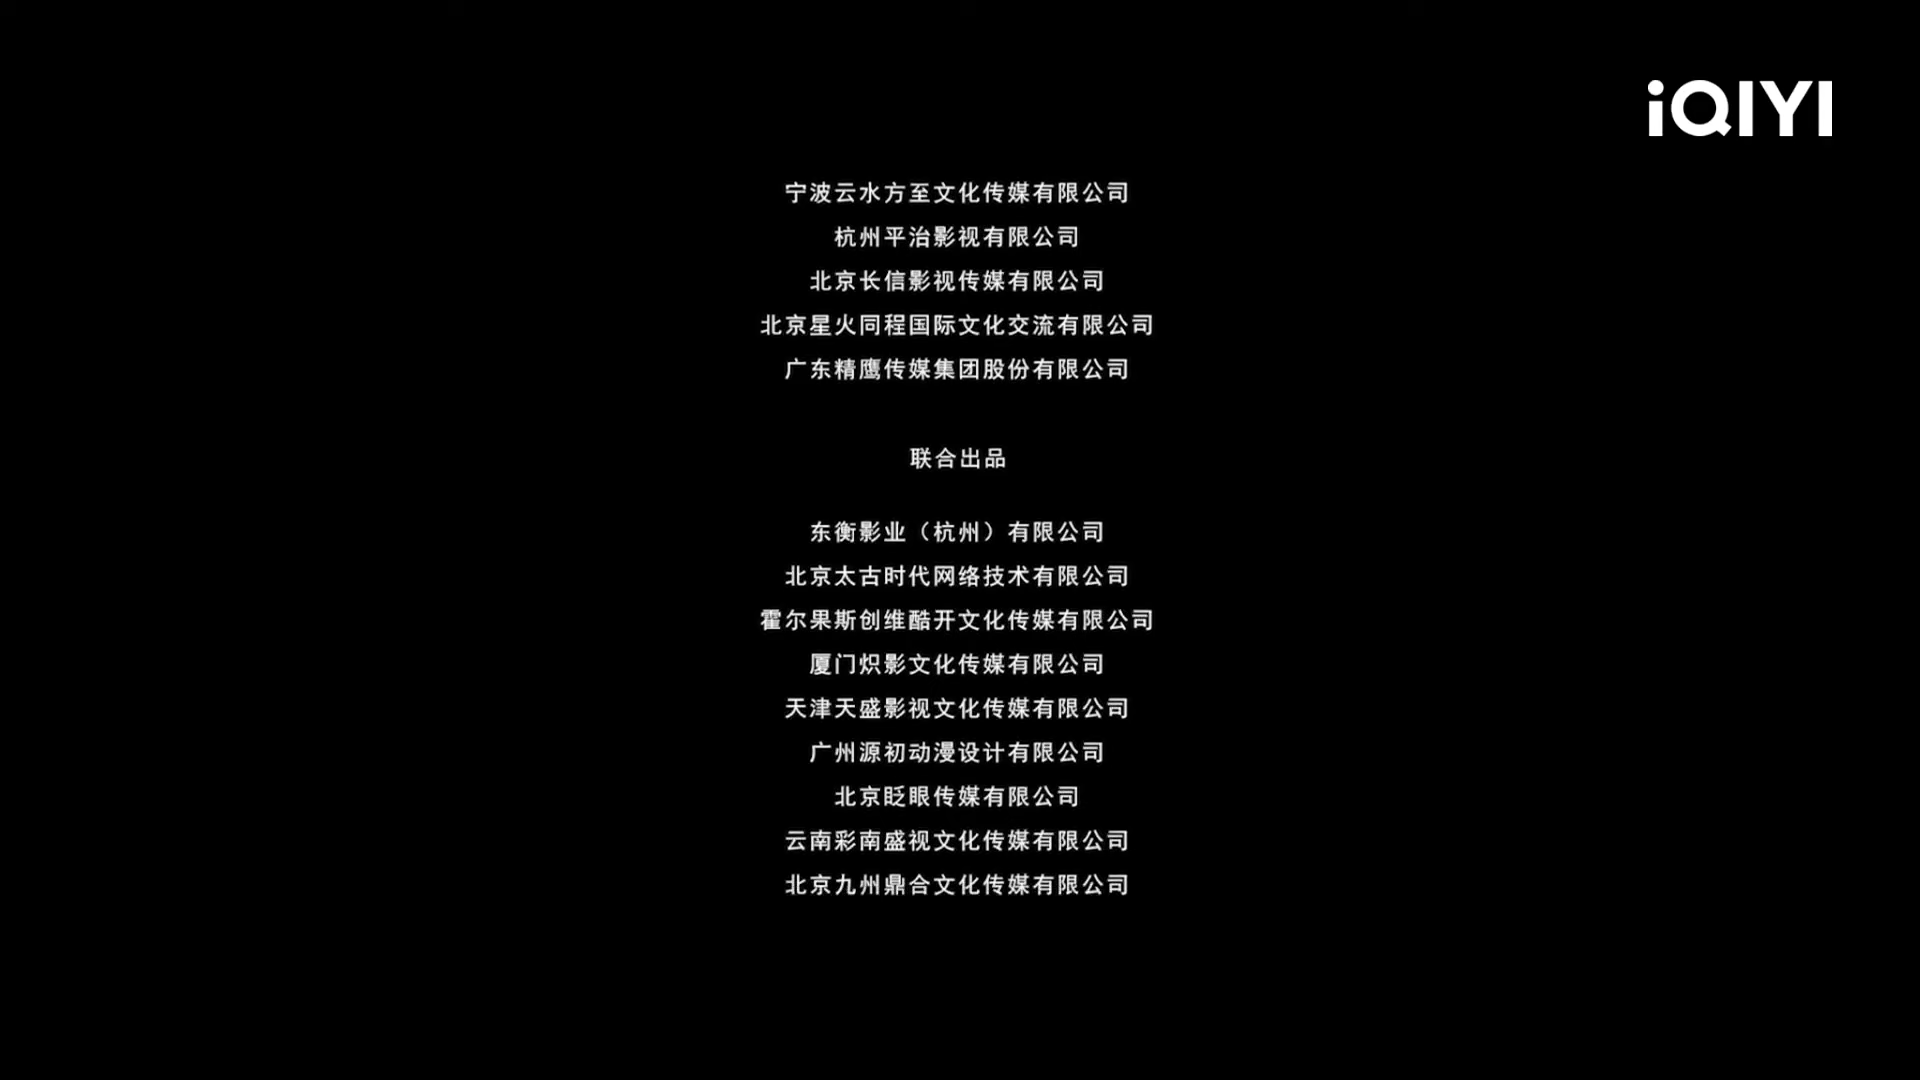 iQIYI
宁波云水方至文化传媒有限公司
杭州平治影视有限公司
北京长信影视传媒有限公司
北京星火同程国际文化交流有限公司
广东精鹰传媒集团股份有限公司
联合出品
东衡影业（杭州）有限公司
北京太古时代网络技术有限公司
霍尔果斯创维酷开文化传媒有限公司
厦门炽影文化传媒有限公司
天津天盛影视文化传媒有限公司
广州源初动漫设计有限公司
北京眨眼传媒有限公司
云南彩南盛视文化传媒有限公司
北京九州鼎合文化传媒有限公司